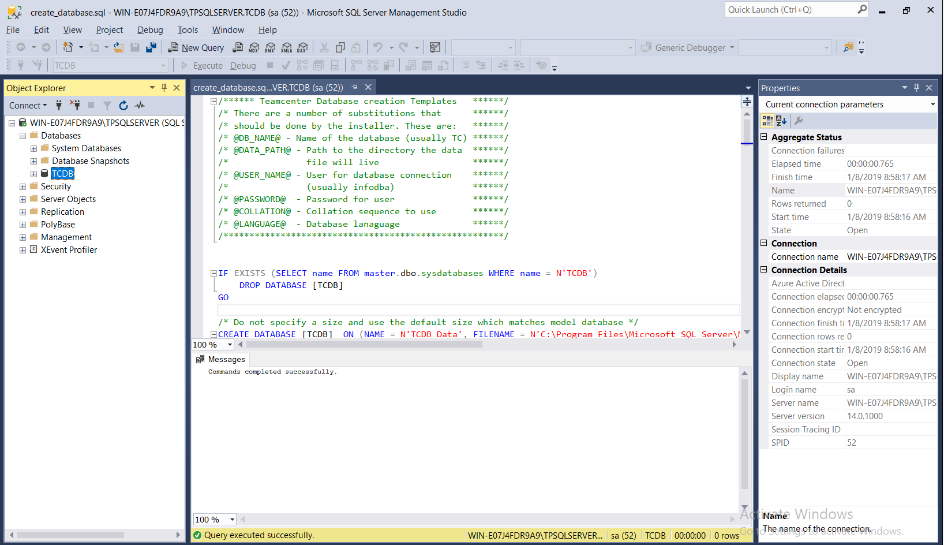 create_database.sql - WIN-E07J4FDR9A9\TPSQLSERVER.TCDB (sa (52)) - Microsoft SQL Server Management Studio
Quick Launch (Ctrl+Q)
File Edit View Project Debug Tools Window Help
New Query
Generic Debugger
TCDB
Execute Debug
Object Explorer
Connect
WIN-E07J4FDR9A9\TPSQLSERVER (SQL S
Databases
System Databases
Database Snapshots
TCDB
Security
Server Objects
Replication
PolyBase
Management
XEvent Profiler
create_database.sq...VER.TCDB (sa (52))
/****** Teamcenter Database creation Templates ******/
/* There are a number of substitutions that ******/
/* should be done by the installer. These are: ******/
/* @DB_NAME@ - Name of the database (usually TC) ******/
/* @DATA_PATH@ - Path to the directory the data ******/
/* file will live ******/
/* @USER_NAME@ - User for database connection ******/
/* (usually infodba) ******/
/* @PASSWORD@ - Password for user ******/
/* @COLLATION@ - Collation sequence to use ******/
/* @LANGUAGE@ - Database lanaguage ******/
/******************************************************/
IF EXISTS (SELECT name FROM master.dbo.sysdatabases WHERE name = N'TCDB')
DROP DATABASE [TCDB]
GO
/* Do not specify a size and use the default size which matches model database */
CREATE DATABASE [TCDB] ON (NAME = N'TCDB_Data', FILENAME = N'C:\Program Files\Microsoft SQL Server\
100 %
Messages
Commands completed successfully.
100 %
Query executed successfully.
WIN-E07J4FDR9A9\TPSQLSERVER... sa (52) TCDB 00:00:00 0 rows
Properties
Current connection parameters
Aggregate Status
Connection failures
Elapsed time 00:00:00.765
Finish time 1/8/2019 8:58:17 AM
Name WIN-E07J4FDR9A9\TPS
Rows returned 0
Start time 1/8/2019 8:58:16 AM
State Open
Connection
Connection name WIN-E07J4FDR9A9\TPS
Connection Details
Azure Active Direct
Connection elapsed 00:00:00.765
Connection encrypt Not encrypted
Connection finish ti 1/8/2019 8:58:17 AM
Connection rows re 0
Connection start tir 1/8/2019 8:58:16 AM
Connection state Open
Display name WIN-E07J4FDR9A9\TPS
Login name sa
Server name WIN-E07J4FDR9A9\TPS
Server version 14.0.1000
Session Tracing ID
SPID 52
Name
The name of the connection.
Activate Windows
Windows.